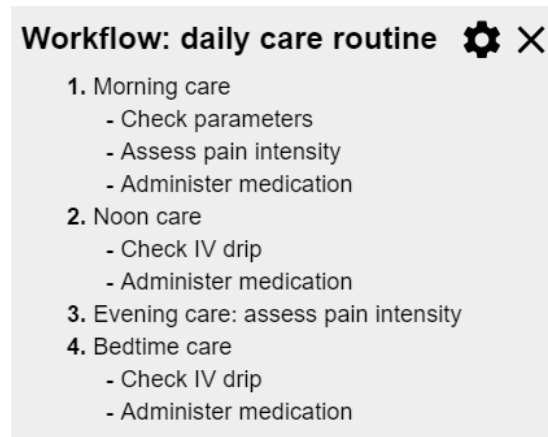 Workflow: daily care routine
1. Morning care
- Check parameters
- Assess pain intensity
- Administer medication
2. Noon care
- Check IV drip
- Administer medication
3. Evening care: assess pain intensity
4. Bedtime care
- Check IV drip
- Administer medication